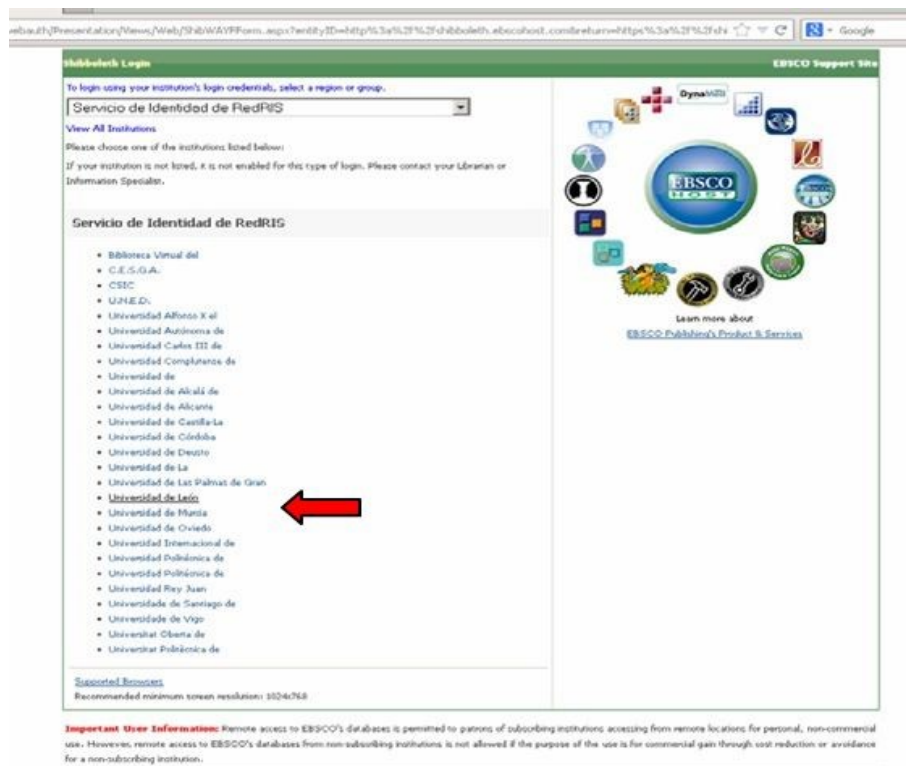 webauth/Presentation/Views/Web/ShibWAYFForm.aspx?entityID=http%3a%2f%2fshibboleth.ebscohost.com&return=https%3a%2f%2fshi
Google
Shibboleth Login
EBSCO Support Site
To login using your institution's login credentials, select a region or group.
Servicio de Identidad de RedRIS
View All Institutions
Please choose one of the institutions listed below:
If your institution is not listed, it is not enabled for this type of login. Please contact your Librarian or
Information Specialist.
Servicio de Identidad de RedRIS
Biblioteca Virtual del
C.E.S.G.A.
CSIC
U.N.E.D.
Universidad Alfonso X el
Universidad Autónoma de
Universidad Carlos III de
Universidad Complutense de
Universidad de
Universidad de Alcalá de
Universidad de Alicante
Universidad de Castilla-La
Universidad de Córdoba
Universidad de Deusto
Universidad de La
Universidad de Las Palmas de Gran
Universidad de León
Universidad de Murcia
Universidad de Oviedo
Universidad Internacional de
Universidad Politécnica de
Universidad Politécnica de
Universidad Rey Juan
Universidade de Santiago de
Universidade de Vigo
Universitat Oberta de
Universitat Politècnica de
Supported Browsers
Recommended minimum screen resolution: 1024x768
DynaMED
EBSCO
HOST
Learn more about
EBSCO Publishing's Product & Services
Important User Information: Remote access to EBSCO's databases is permitted to patrons of subscribing institutions accessing from remote locations for personal, non-commercial
use. However, remote access to EBSCO's databases from non-subscribing institutions is not allowed if the purpose of the use is for commercial gain through cost reduction or avoidance
for a non-subscribing institution.